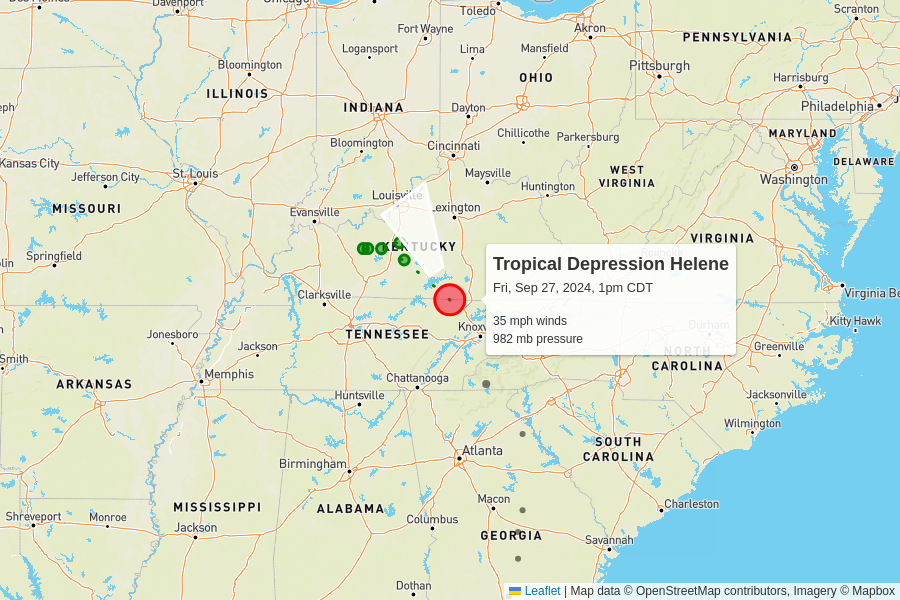 Des Moines
Davenport
Chicago
Toledo
Scranton
Fort Wayne
Akron
PENNSYLVANIA
Logansport
Lima
Mansfield
Bloomington
OHIO
Pittsburgh
Harrisburg
ILLINOIS
INDIANA
Dayton
Philadelphia
Chillicothe
Parkersburg
MARYLAND
Bloomington
Cincinnati
Kansas City
Jefferson City
St. Louis
Maysville
WEST
VIRGINIA
DELAWARE
Washington
MISSOURI
Louisville
Huntington
Evansville
Lexington
KENTUCKY
VIRGINIA
Roanoke
Springfield
Tropical Depression Helene
Fri, Sep 27, 2024, 1pm CDT
35 mph winds
982 mb pressure
Virginia Be
Clarksville
Kitty Hawk
Knoxv
Durham
Jonesboro
TENNESSEE
Jackson
Greenville
NORTH
CAROLINA
Smith
Memphis
Chattanooga
ARKANSAS
Huntsville
Jacksonville
Wilmington
SOUTH
CAROLINA
Atlanta
Birmingham
MISSISSIPPI
ALABAMA
Macon
Charleston
Shreveport
Monroe
Jackson
Columbus
GEORGIA
Savannah
Dothan
Leaflet | Map data © OpenStreetMap contributors, Imagery © Mapbox